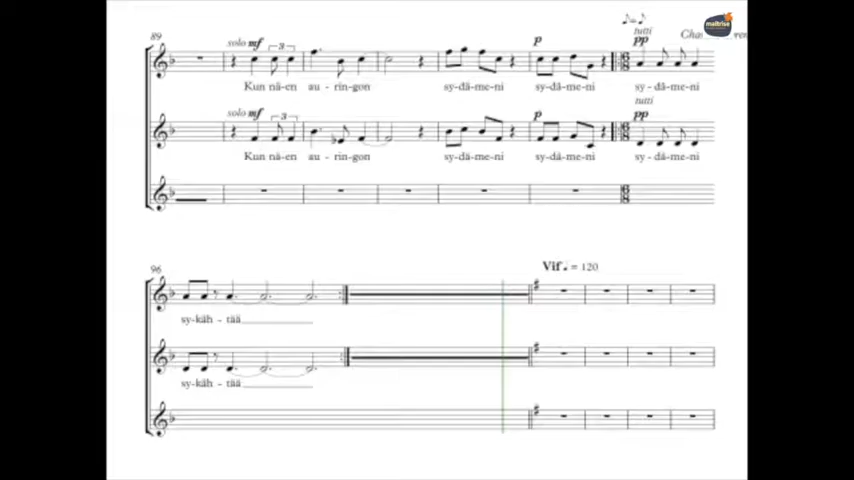 maîtrise
89
solo mf 3 p tutti pp
Kun nä-en au - rin-gon sy-dä-me-ni sy-dä-me-ni sy-dä-me-ni
solo mf 3 p tutti pp
Kun nä-en au - rin-gon sy-dä-me-ni sy-dä-me-ni sy-dä-me-ni
96
Vif = 120
sy-käh - tää
sy-käh - tää